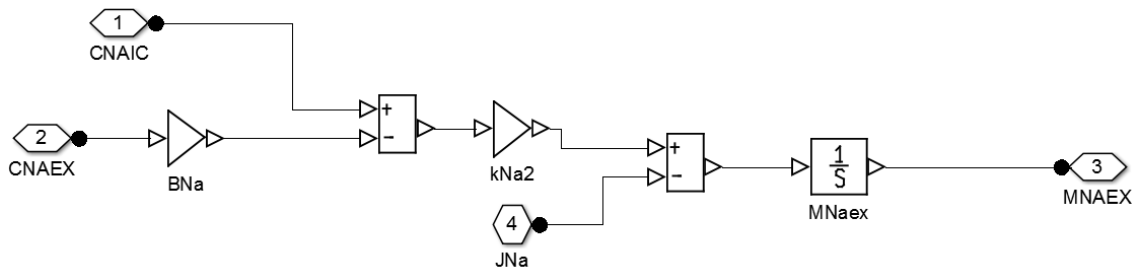 1
CNAIC
+
−
2
CNAEX
BNa
kNa2
+
−
4
JNa
1
S
MNaex
3
MNAEX